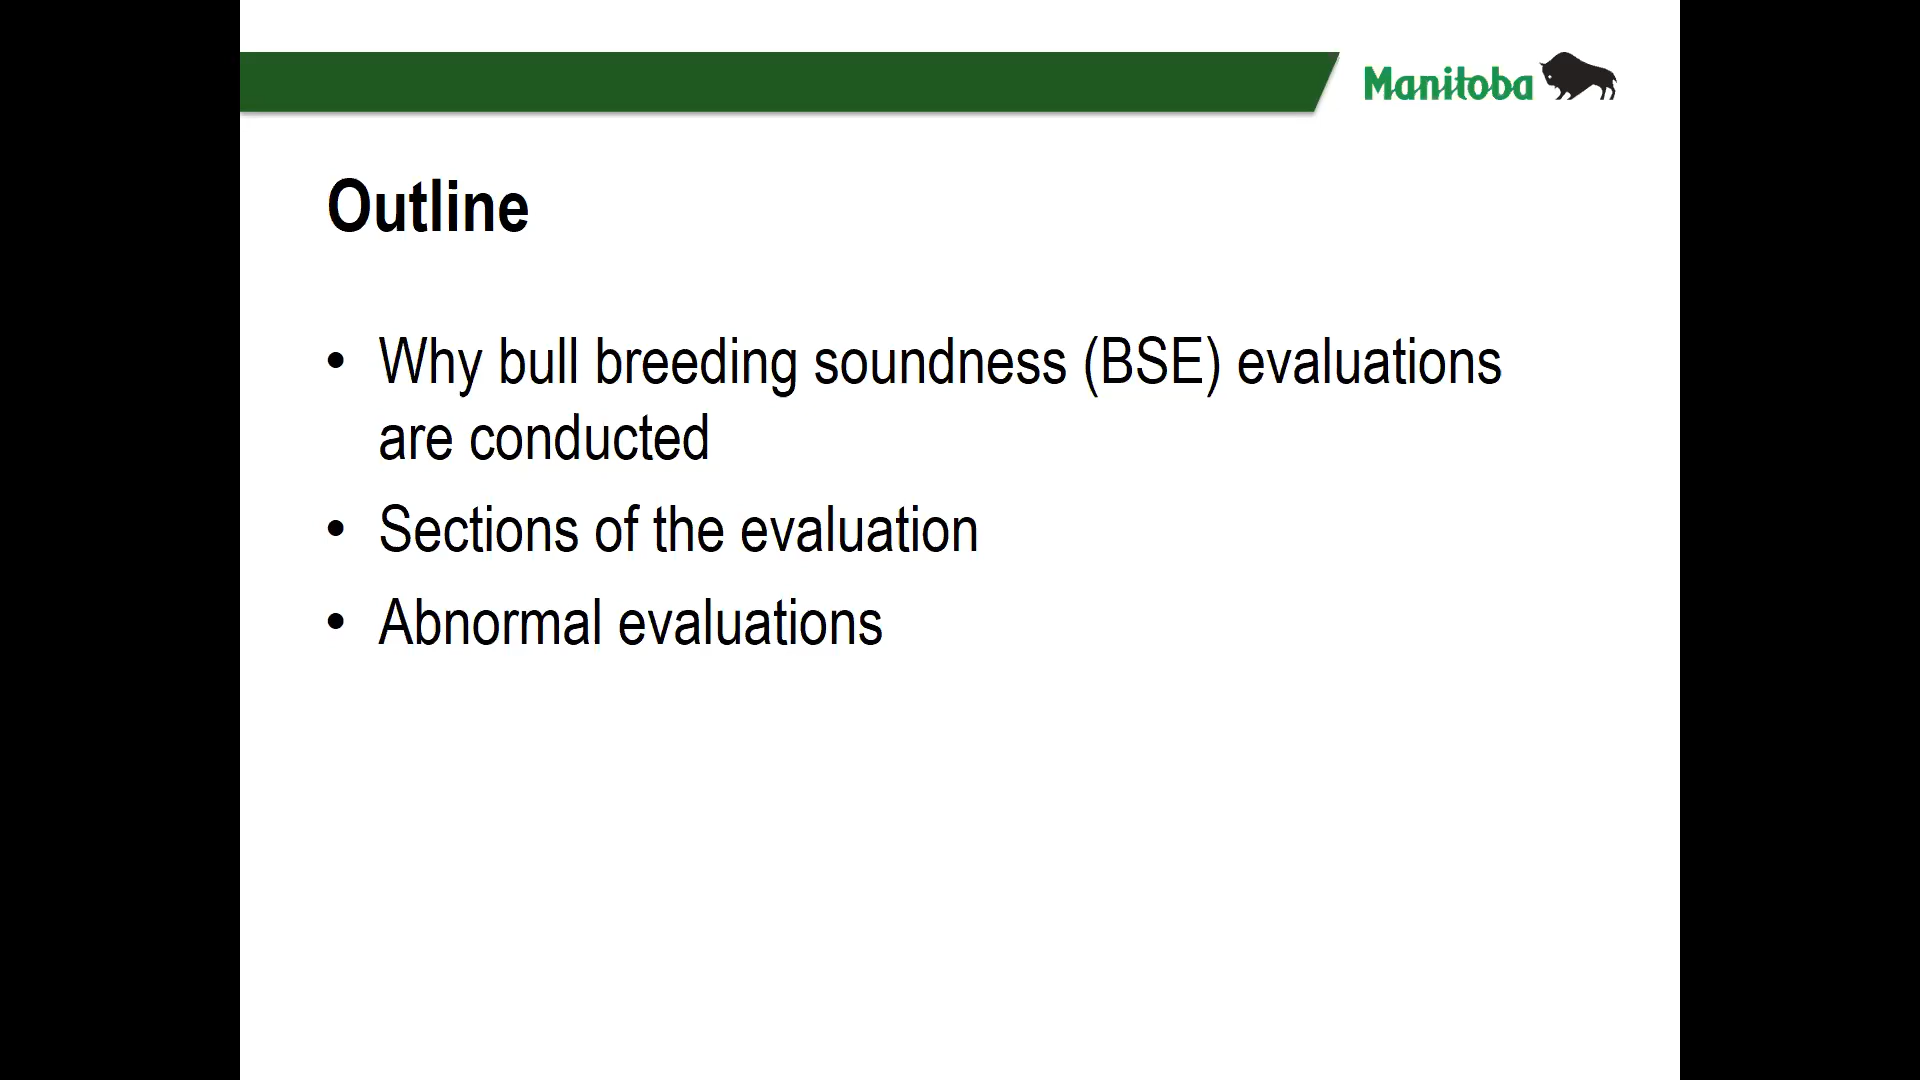 Manitoba
Outline
• Why bull breeding soundness (BSE) evaluations
are conducted
• Sections of the evaluation
• Abnormal evaluations